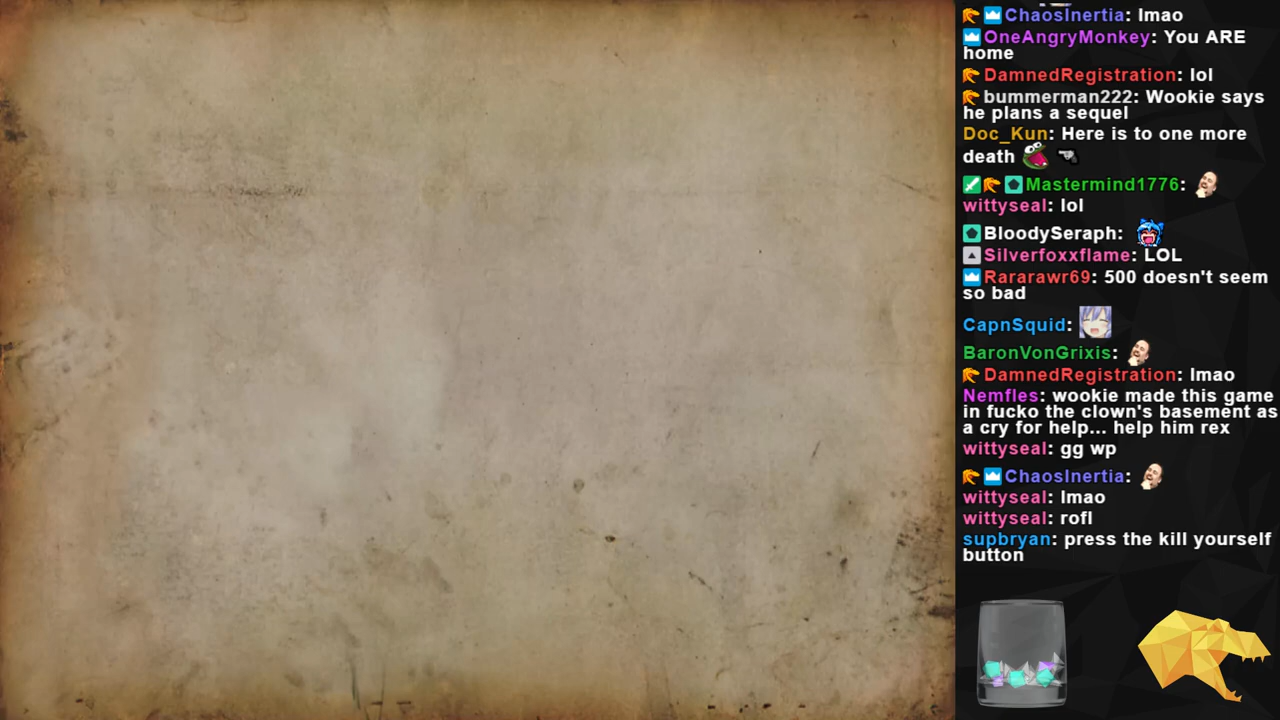 ChaosInertia: lmao
OneAngryMonkey: You ARE
home
DamnedRegistration: lol
bummerman222: Wookie says
he plans a sequel
Doc_Kun: Here is to one more
death
Mastermind1776:
wittyseal: lol
BloodySeraph:
Silverfoxxflame: LOL
Rararawr69: 500 doesn't seem
so bad
CapnSquid:
BaronVonGrixis:
DamnedRegistration: lmao
Nemfles: wookie made this game
in fucko the clown's basement as
a cry for help... help him rex
wittyseal: gg wp
ChaosInertia:
wittyseal: lmao
wittyseal: rofl
supbryan: press the kill yourself
button